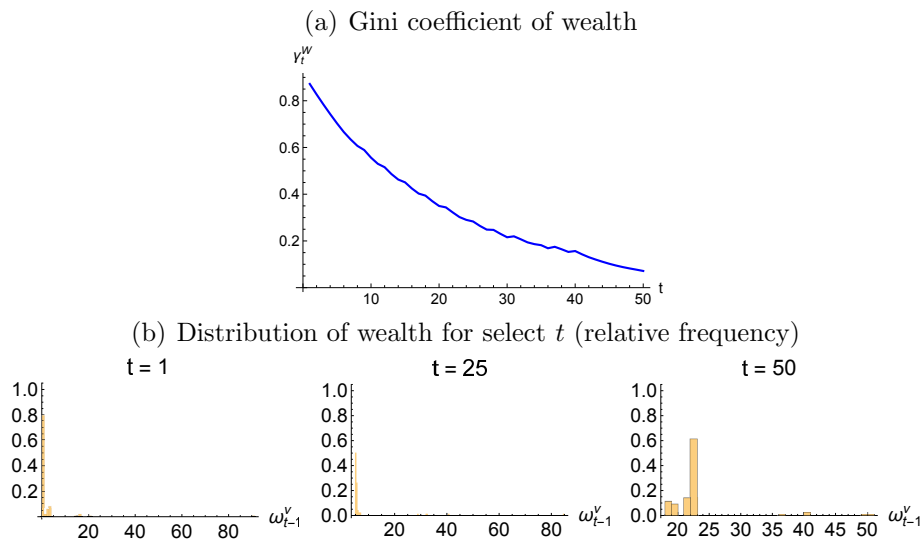 (a) Gini coefficient of wealth
γ_t^W
0.8
0.6
0.4
0.2
10 20 30 40 50 t
(b) Distribution of wealth for select t (relative frequency)
t = 1 t = 25 t = 50
1.0 1.0 1.0
0.8 0.8 0.8
0.6 0.6 0.6
0.4 0.4 0.4
0.2 0.2 0.2
0.0 0.0
20 40 60 80 ω_{t-1}^v 20 40 60 80 ω_{t-1}^v 20 25 30 35 40 45 50 ω_{t-1}^v